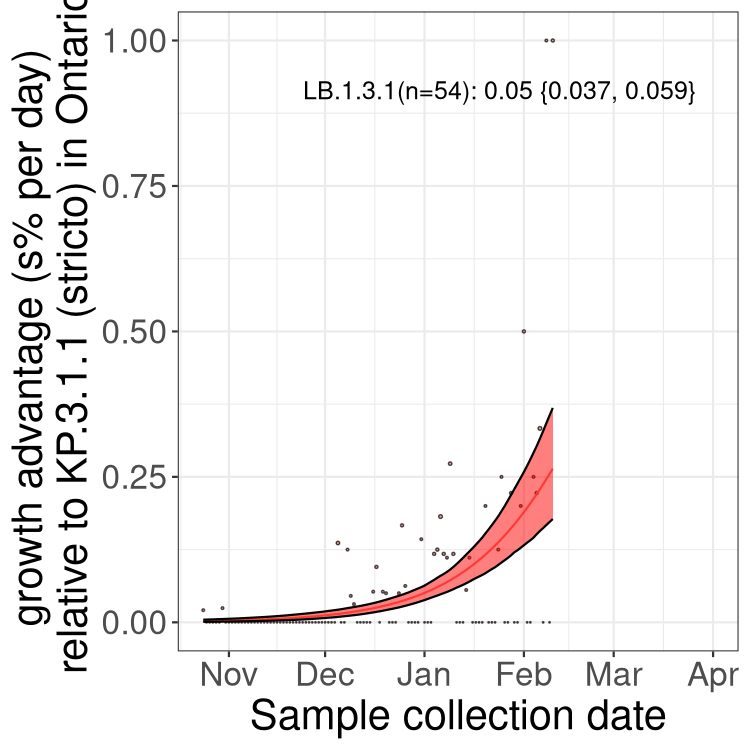 growth advantage (s% per day)
relative to KP.3.1.1 (stricto) in Ontario
1.00
0.75
0.50
0.25
0.00
LB.1.3.1(n=54): 0.05 {0.037, 0.059}
Nov Dec Jan Feb Mar Apr
Sample collection date